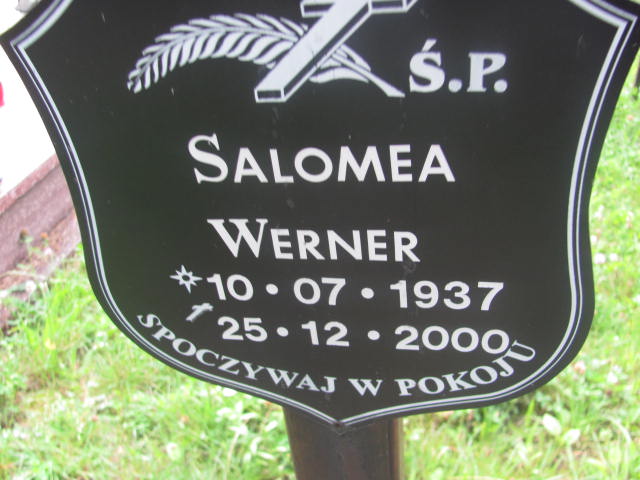 Ś.P.
SALOMEA
WERNER
10 • 07 • 1937
25 • 12 • 2000
SPOCZYWAJ W POKOJU